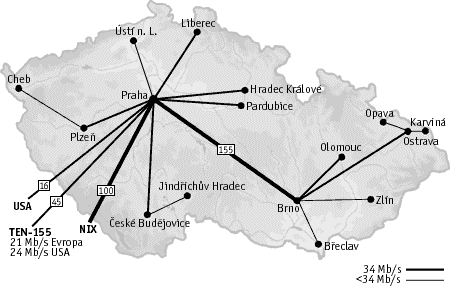 Liberec
Ústí n. L.
Cheb
Praha
Hradec Králové
Pardubice
Plzeň
Opava
Karviná
Ostrava
155
Olomouc
16
100
45
Jindřichův Hradec
USA
Brno
Zlín
České Budějovice
TEN-155
NIX
21 Mb/s Evropa
24 Mb/s USA
Břeclav
34 Mb/s
<34 Mb/s